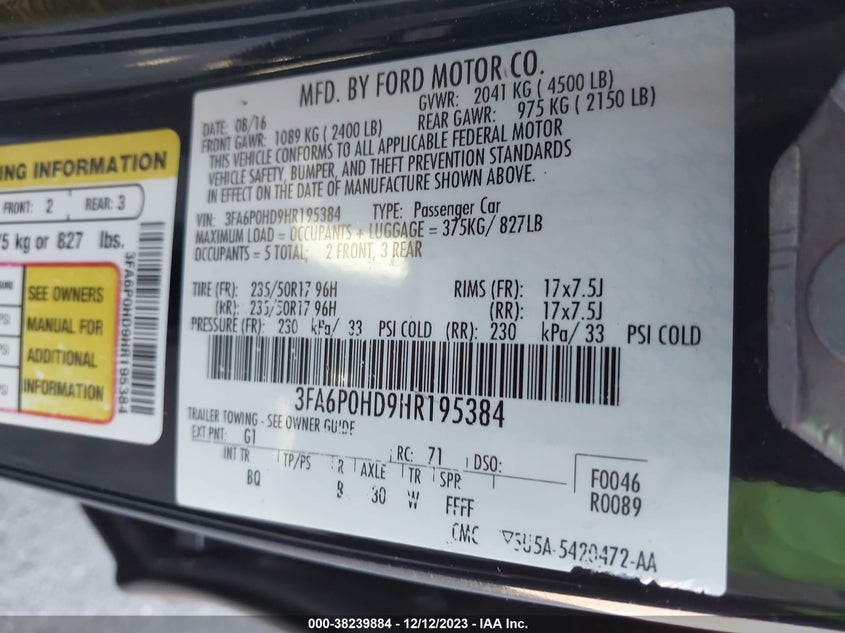 MFD. BY FORD MOTOR CO.
DATE: 08/16 GVWR: 2041 KG ( 4500 LB)
FRONT GAWR: 1089 KG ( 2400 LB) REAR GAWR: 975 KG ( 2150 LB)
THIS VEHICLE CONFORMS TO ALL APPLICABLE FEDERAL MOTOR
VEHICLE SAFETY, BUMPER, AND THEFT PREVENTION STANDARDS
IN EFFECT ON THE DATE OF MANUFACTURE SHOWN ABOVE.
VIN: 3FA6P0HD9HR195384 TYPE: Passenger Car
MAXIMUM LOAD = OCCUPANTS + LUGGAGE = 375KG/ 827LB
OCCUPANTS = 5 TOTAL; 2 FRONT, 3 REAR
TIRE (FR): 235/50R17 96H RIMS (FR): 17x7.5J
(RR): 235/50R17 96H (RR): 17x7.5J
PRESSURE (FR): 230 kPa/ 33 PSI COLD (RR): 230 kPa/ 33 PSI COLD
3FA6P0HD9HR195384
TRAILER TOWING - SEE OWNER GUIDE
EXT PNT: G1 RC: 71 DSO: F0046
INT TR TP/PS R AXLE TR SPR R0089
BQ 30 W FFFF
CMC 5U5A-5420472-AA
ING INFORMATION
FRONT: 2 REAR: 3
75 kg or 827 lbs.
SEE OWNERS
MANUAL FOR
ADDITIONAL
INFORMATION
3FA6P0HD9HR195384
000-38239884 - 12/12/2023 - IAA Inc.